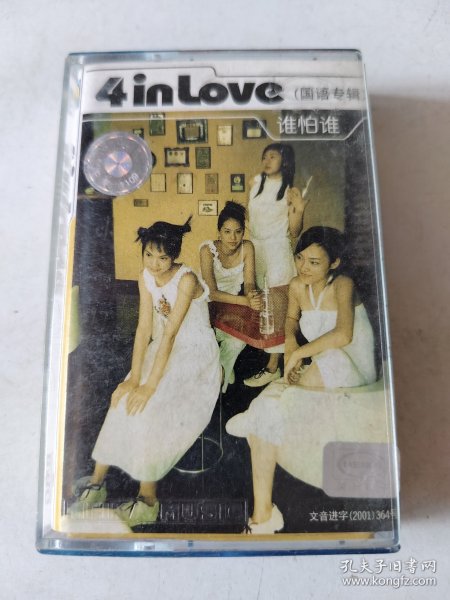 4 in Love
(国语专辑
谁怕谁
MUSIC
文音进字(2001)364号
孔夫子旧书网
www.kongfz.com